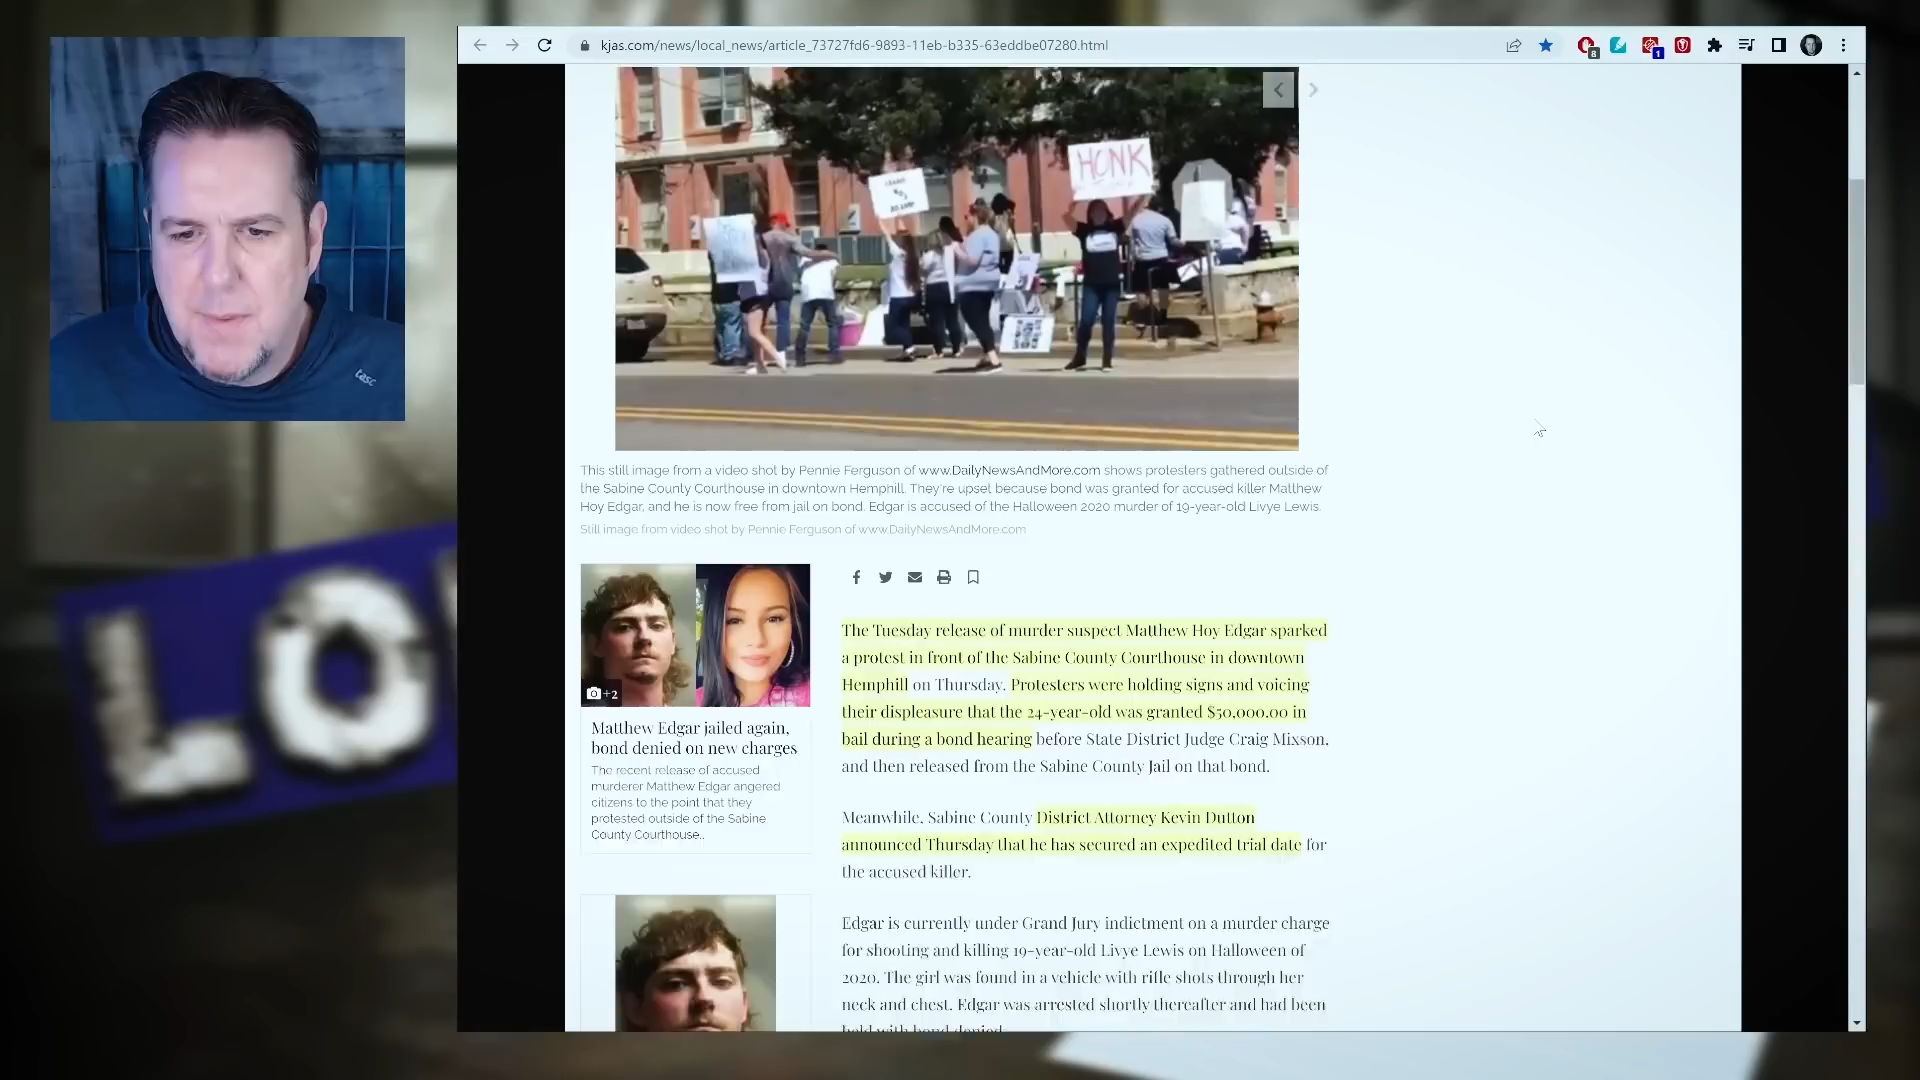 kjas.com/news/local_news/article_73727fd6-9893-11eb-b335-63eddbe07280.html
8
1
HONK
tasc
LO
This still image from a video shot by Pennie Ferguson of www.DailyNewsAndMore.com shows protesters gathered outside of
the Sabine County Courthouse in downtown Hemphill. They're upset because bond was granted for accused killer Matthew
Hoy Edgar, and he is now free from jail on bond. Edgar is accused of the Halloween 2020 murder of 19-year-old Livye Lewis.
Still image from video shot by Pennie Ferguson of www.DailyNewsAndMore.com
+2
Matthew Edgar jailed again,
bond denied on new charges
The recent release of accused
murderer Matthew Edgar angered
citizens to the point that they
protested outside of the Sabine
County Courthouse..
The Tuesday release of murder suspect Matthew Hoy Edgar sparked
a protest in front of the Sabine County Courthouse in downtown
Hemphill on Thursday. Protesters were holding signs and voicing
their displeasure that the 24-year-old was granted $50,000.00 in
bail during a bond hearing before State District Judge Craig Mixson,
and then released from the Sabine County Jail on that bond.
Meanwhile, Sabine County District Attorney Kevin Dutton
announced Thursday that he has secured an expedited trial date for
the accused killer.
Edgar is currently under Grand Jury indictment on a murder charge
for shooting and killing 19-year-old Livye Lewis on Halloween of
2020. The girl was found in a vehicle with rifle shots through her
neck and chest. Edgar was arrested shortly thereafter and had been
held with bond denied